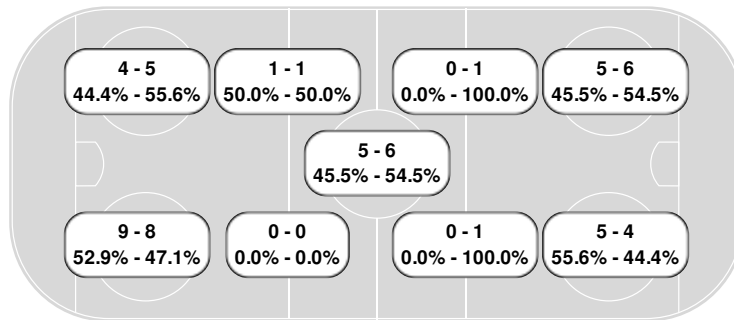 4 - 5
44.4% - 55.6%
1 - 1
50.0% - 50.0%
0 - 1
0.0% - 100.0%
5 - 6
45.5% - 54.5%
5 - 6
45.5% - 54.5%
9 - 8
52.9% - 47.1%
0 - 0
0.0% - 0.0%
0 - 1
0.0% - 100.0%
5 - 4
55.6% - 44.4%